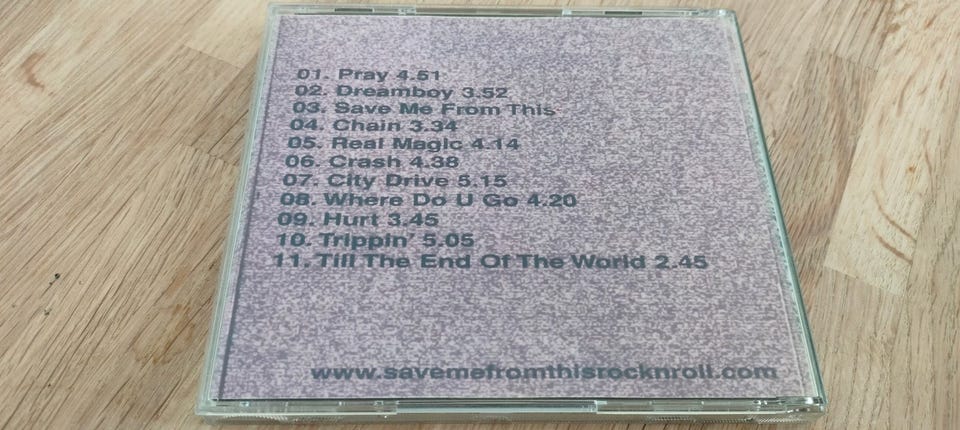 01. Pray 4.51
02. Dreamboy 3.52
03. Save Me From This
04. Chain 3.34
05. Real Magic 4.14
06. Crash 4.38
07. City Drive 5.15
08. Where Do U Go 4.20
09. Hurt 3.45
10. Trippin' 5.05
11. Till The End Of The World 2.45
www.savemefromthisrocknroll.com